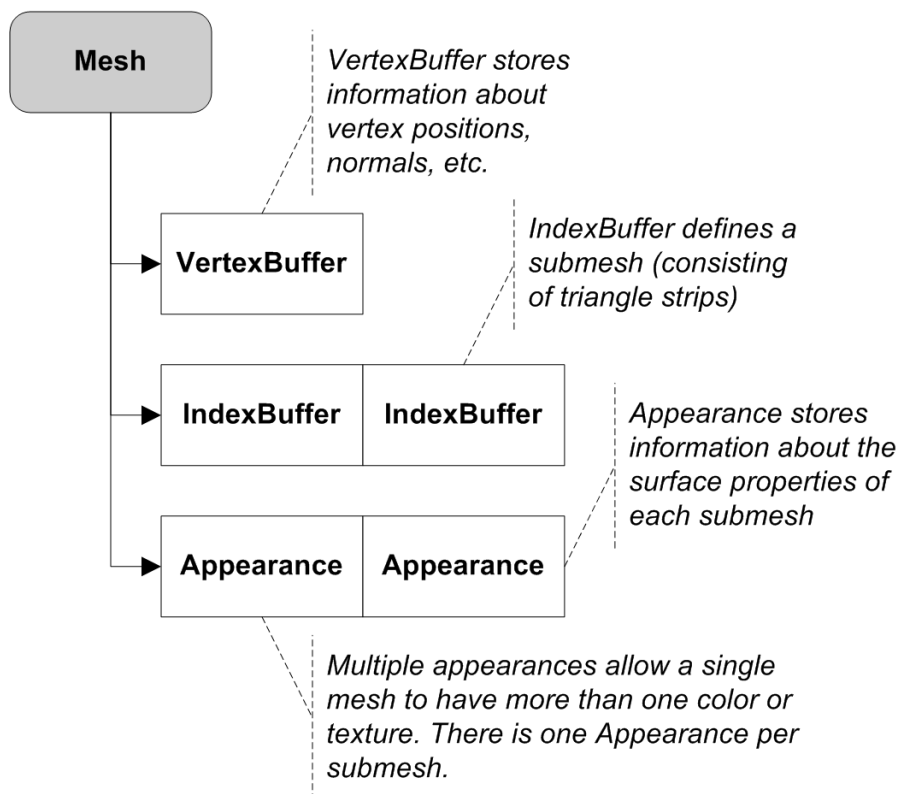 Mesh
VertexBuffer stores
information about
vertex positions,
normals, etc.
VertexBuffer
IndexBuffer defines a
submesh (consisting
of triangle strips)
IndexBuffer IndexBuffer
Appearance stores
information about the
surface properties of
each submesh
Appearance Appearance
Multiple appearances allow a single
mesh to have more than one color or
texture. There is one Appearance per
submesh.